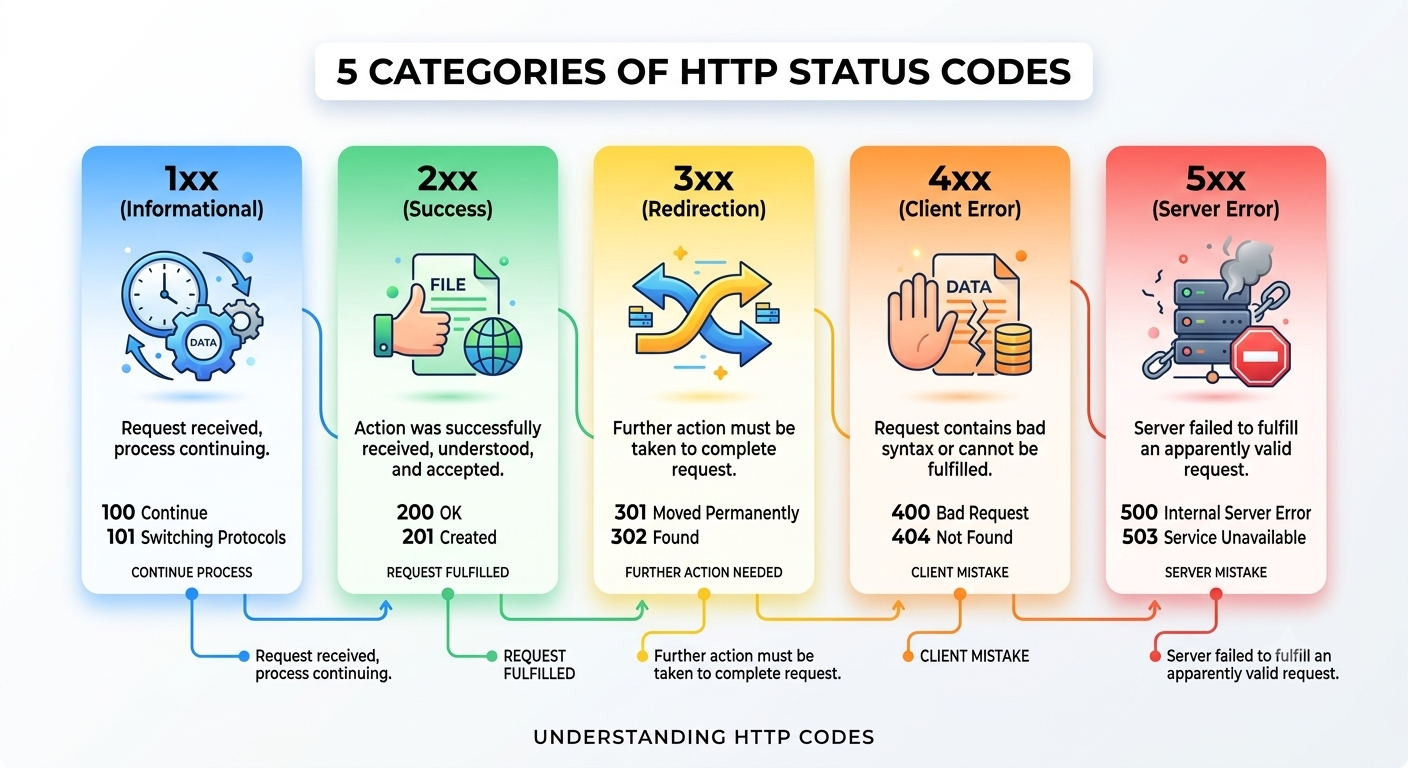 5 CATEGORIES OF HTTP STATUS CODES
1xx
(Informational)
DATA
Request received,
process continuing.
100 Continue
101 Switching Protocols
CONTINUE PROCESS
2xx
(Success)
FILE
Action was successfully
received, understood,
and accepted.
200 OK
201 Created
REQUEST FULFILLED
3xx
(Redirection)
Further action must be
taken to complete
request.
301 Moved Permanently
302 Found
FURTHER ACTION NEEDED
4xx
(Client Error)
DATA
Request contains bad
syntax or cannot be
fulfilled.
400 Bad Request
404 Not Found
CLIENT MISTAKE
5xx
(Server Error)
Server failed to fulfill
an apparently valid
request.
500 Internal Server Error
503 Service Unavailable
SERVER MISTAKE
Request received,
process continuing.
REQUEST
FULFILLED
Further action must be
taken to complete request.
CLIENT MISTAKE
Server failed to fulfill an
apparently valid request.
UNDERSTANDING HTTP CODES